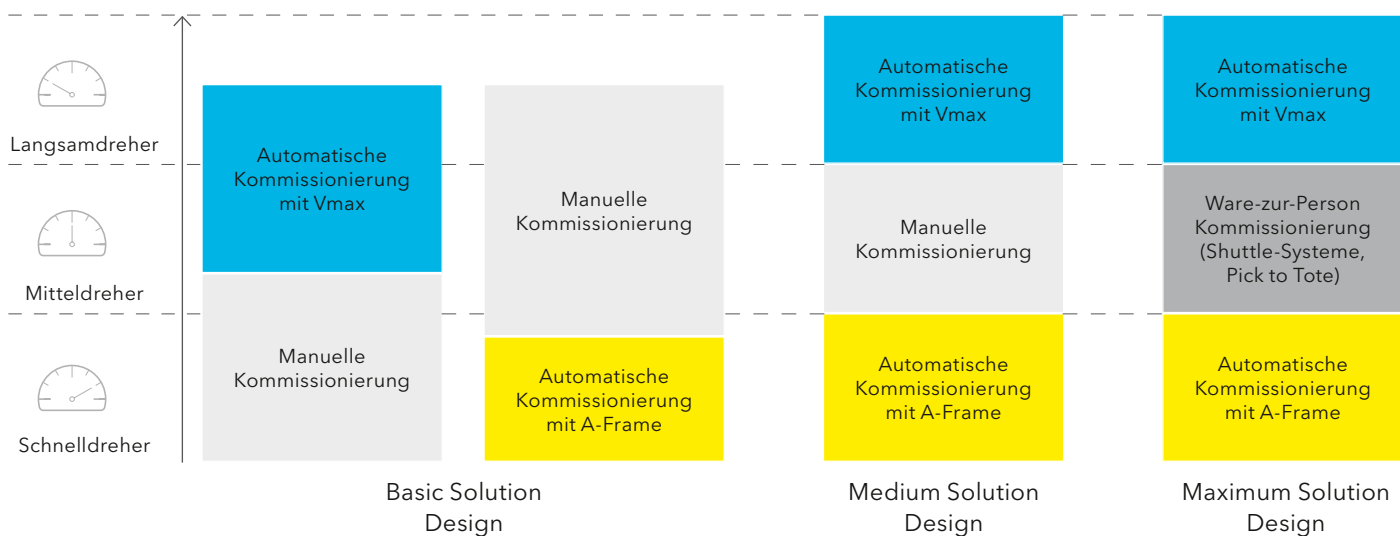 Langsamdreher
Mitteldreher
Schnelldreher
Automatische
Kommissionierung
mit Vmax
Manuelle
Kommissionierung
Manuelle
Kommissionierung
Automatische
Kommissionierung
mit A-Frame
Basic Solution
Design
Automatische
Kommissionierung
mit Vmax
Manuelle
Kommissionierung
Automatische
Kommissionierung
mit A-Frame
Medium Solution
Design
Automatische
Kommissionierung
mit Vmax
Ware-zur-Person
Kommissionierung
(Shuttle-Systeme,
Pick to Tote)
Automatische
Kommissionierung
mit A-Frame
Maximum Solution
Design